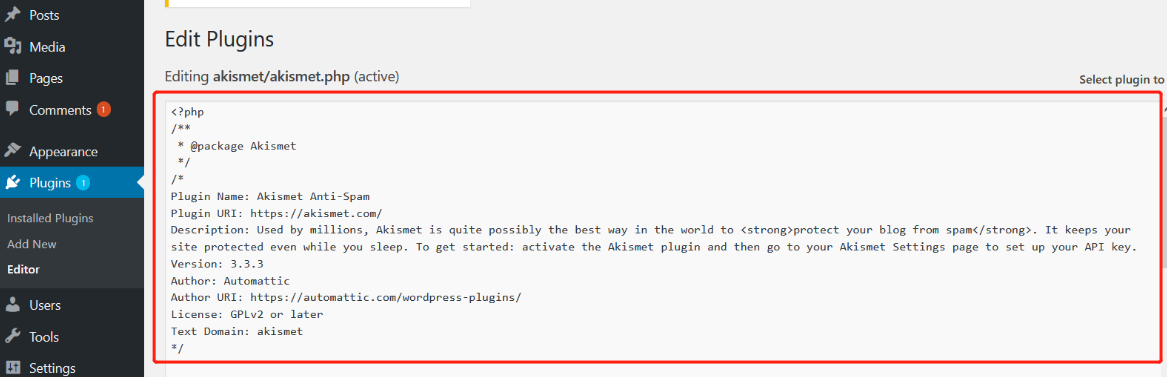 Posts
Media
Pages
Comments 1
Appearance
Plugins 1
Installed Plugins
Add New
Editor
Users
Tools
Settings
Edit Plugins
Editing akismet/akismet.php (active)
Select plugin to
<?php
/**
 * @package Akismet
 */
/*
Plugin Name: Akismet Anti-Spam
Plugin URI: https://akismet.com/
Description: Used by millions, Akismet is quite possibly the best way in the world to <strong>protect your blog from spam</strong>. It keeps your
site protected even while you sleep. To get started: activate the Akismet plugin and then go to your Akismet Settings page to set up your API key.
Version: 3.3.3
Author: Automattic
Author URI: https://automattic.com/wordpress-plugins/
License: GPLv2 or later
Text Domain: akismet
*/